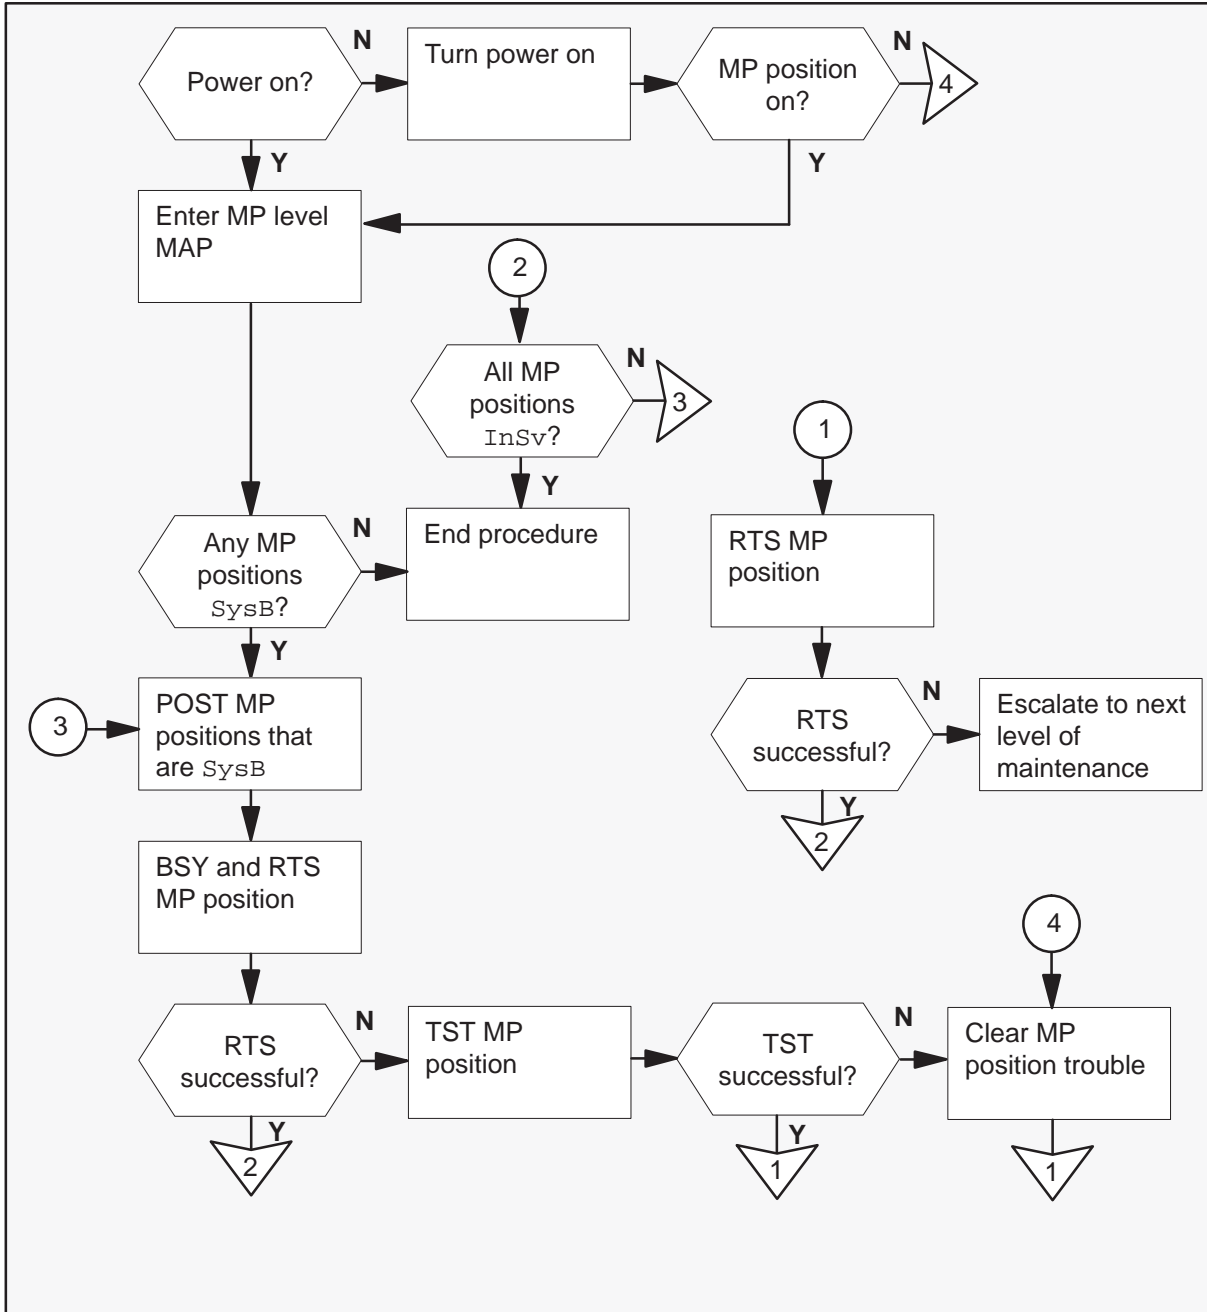 Power on?
N
Turn power on
MP position
on?
N
4
Y
Y
Enter MP level
MAP
2
All MP
positions
InSv?
N
3
Y
1
Any MP
positions
SysB?
N
End procedure
RTS MP
position
Y
3
POST MP
positions that
are SysB
RTS
successful?
N
Escalate to next
level of
maintenance
Y
2
BSY and RTS
MP position
4
RTS
successful?
N
TST MP
position
TST
successful?
N
Clear MP
position trouble
Y
2
Y
1
1